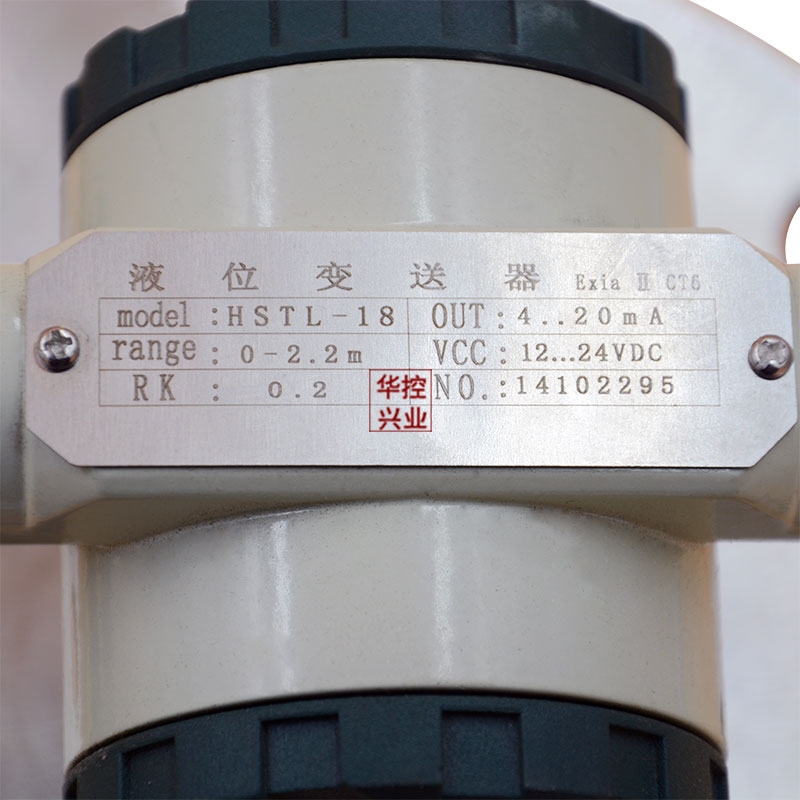 液位变送器 Exia II CT6
model :HSTL-18 OUT: 4..20mA
range: 0-2.2m VCC: 12...24VDC
RK : 0.2 NO.:14102295
华控
兴业